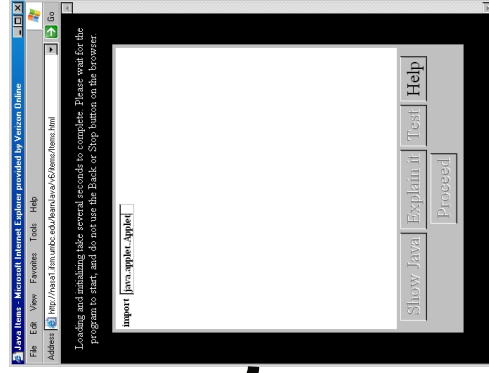 Java Items - Microsoft Internet Explorer provided by Verizon Online
File Edit View Favorites Tools Help
Address http://nasa1.ifsm.umbc.edu/learnJava/v6/items/Items.html Go
Loading and initializing take several seconds to complete. Please wait for the
program to start, and do not use the Back or Stop button on the browser.
import java.applet.Applet
Show Java Explain it Test Help
Proceed